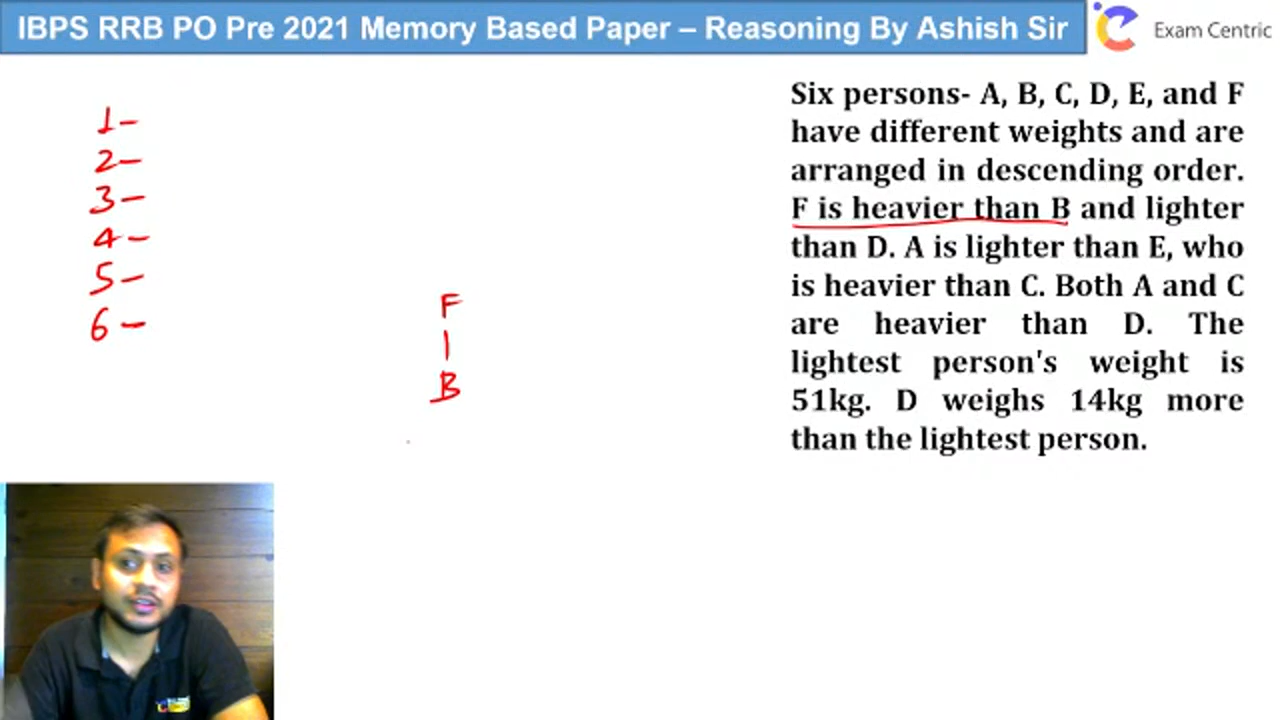 IBPS RRB PO Pre 2021 Memory Based Paper – Reasoning By Ashish Sir
Exam Centric
1-
2-
3-
4-
5-
6-
F
|
B
Six persons- A, B, C, D, E, and F
have different weights and are
arranged in descending order.
F is heavier than B and lighter
than D. A is lighter than E, who
is heavier than C. Both A and C
are heavier than D. The
lightest person's weight is
51kg. D weighs 14kg more
than the lightest person.